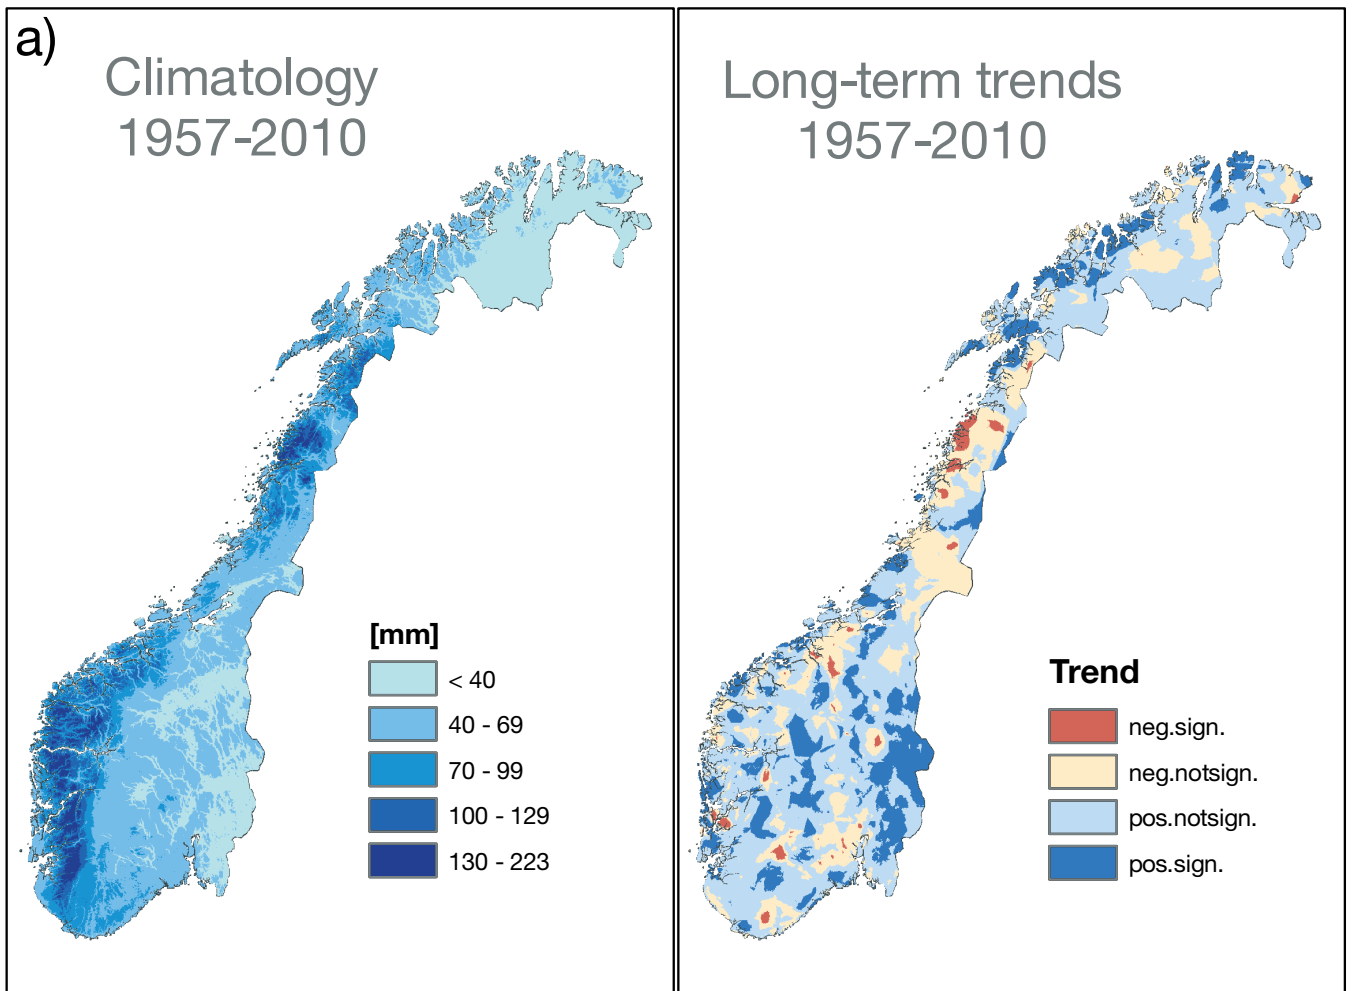 a)
Climatology
1957-2010
[mm]
< 40
40 - 69
70 - 99
100 - 129
130 - 223
Long-term trends
1957-2010
Trend
neg.sign.
neg.notsign.
pos.notsign.
pos.sign.